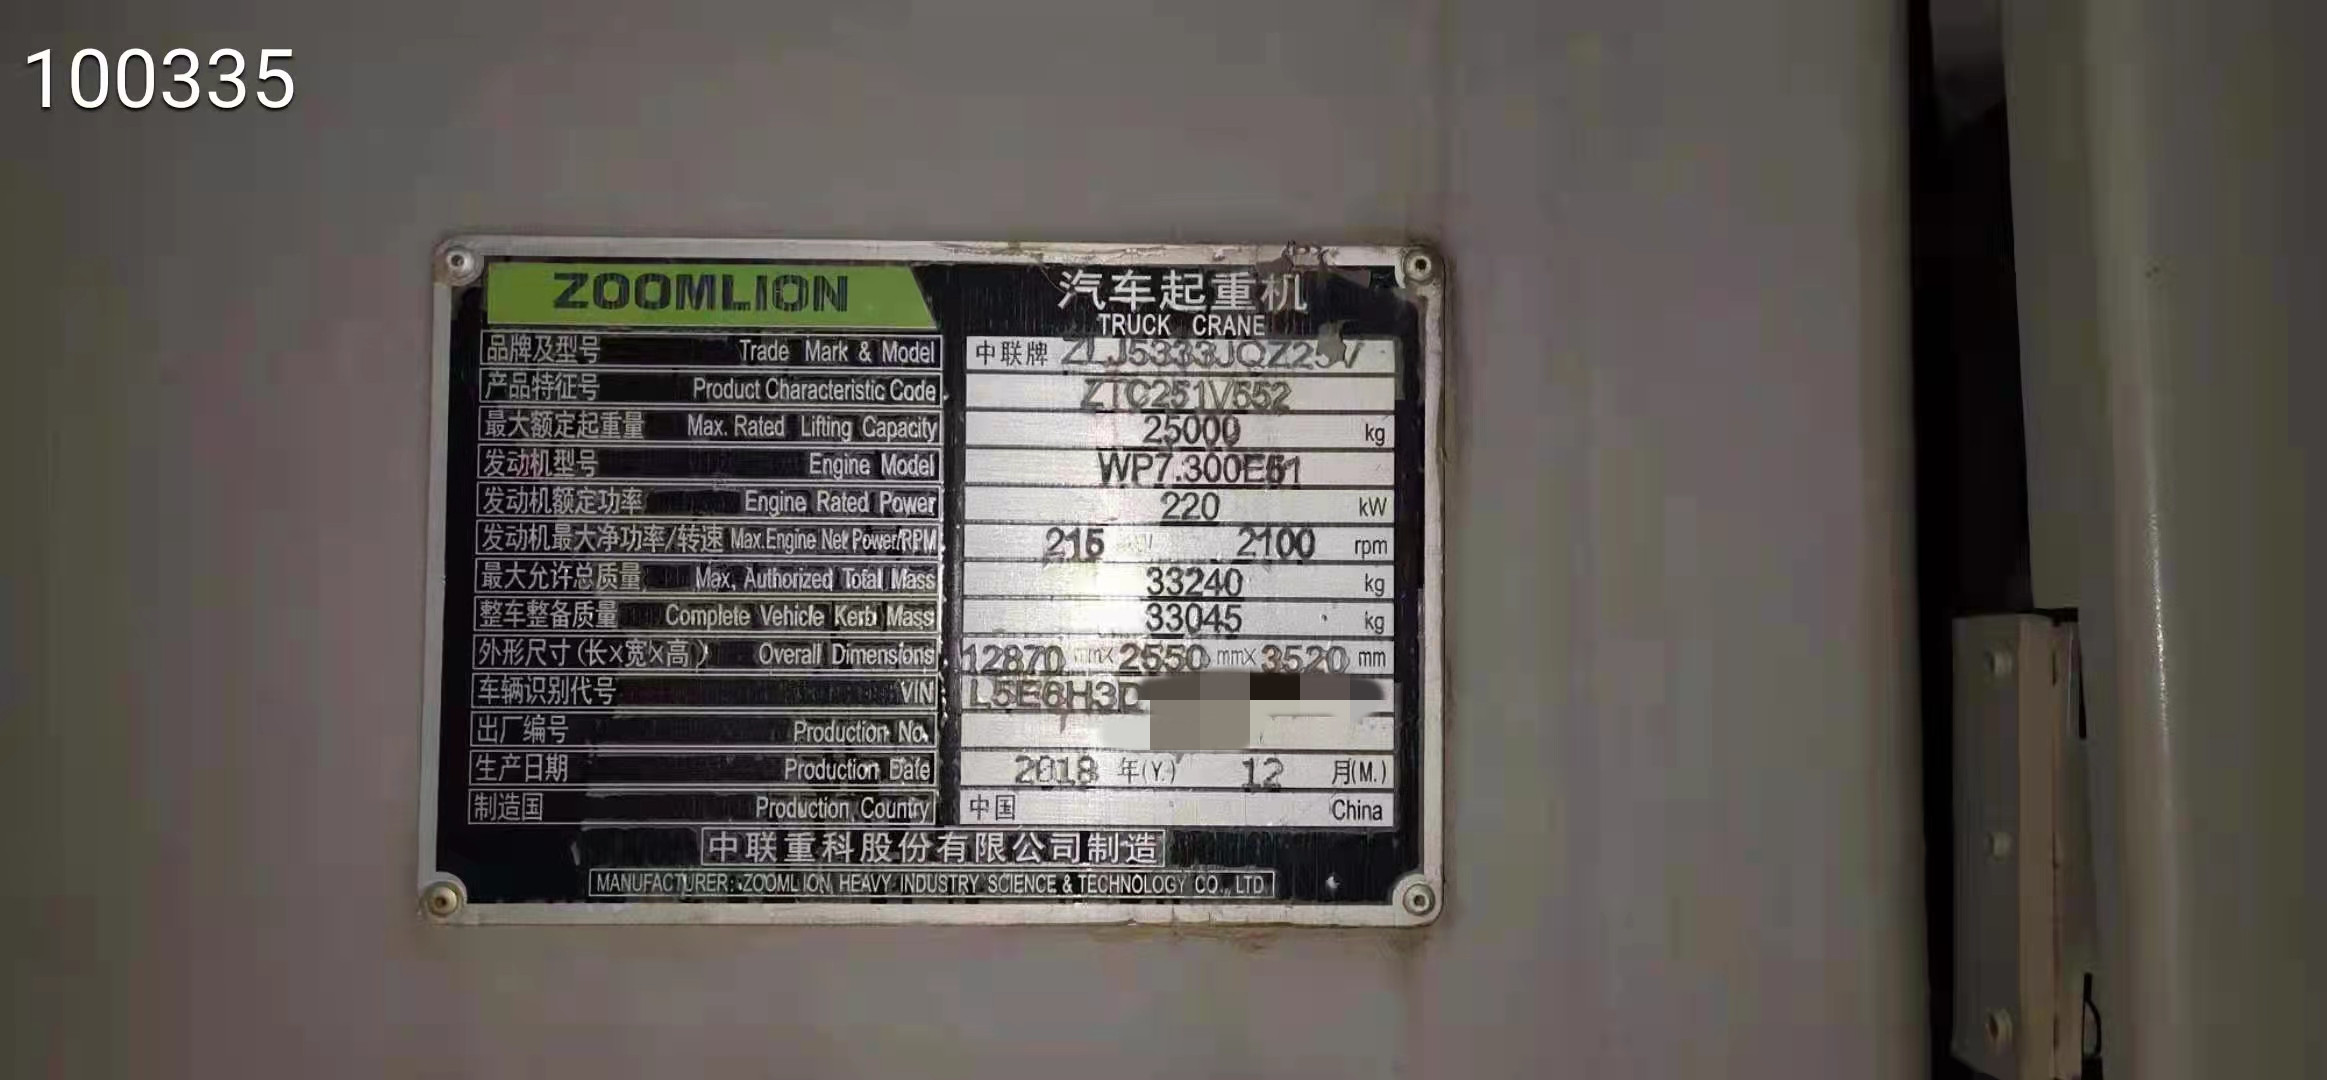 100335
ZOOMLION 汽车起重机
TRUCK CRANE
品牌及型号 Trade Mark & Model 中联牌 ZLJ5333JQZ25V
产品特征号 Product Characteristic Code ZTC251V552
最大额定起重量 Max. Rated Lifting Capacity 25000 kg
发动机型号 Engine Model WP7.300E51
发动机额定功率 Engine Rated Power 220 kW
发动机最大净功率/转速 Max.Engine Net Power/RPM 215 2100 rpm
最大允许总质量 Max. Authorized Total Mass 33240 kg
整车整备质量 Complete Vehicle Kerb Mass 33045 kg
外形尺寸(长×宽×高) Overall Dimensions 12870 mm× 2550 mm× 3520 mm
车辆识别代号 VIN L5E6H3D
出厂编号 Production No.
生产日期 Production Date 2018 年(Y.) 12 月(M.)
制造国 Production Country 中国 China
中联重科股份有限公司制造
MANUFACTURER: ZOOMLION HEAVY INDUSTRY SCIENCE & TECHNOLOGY CO., LTD